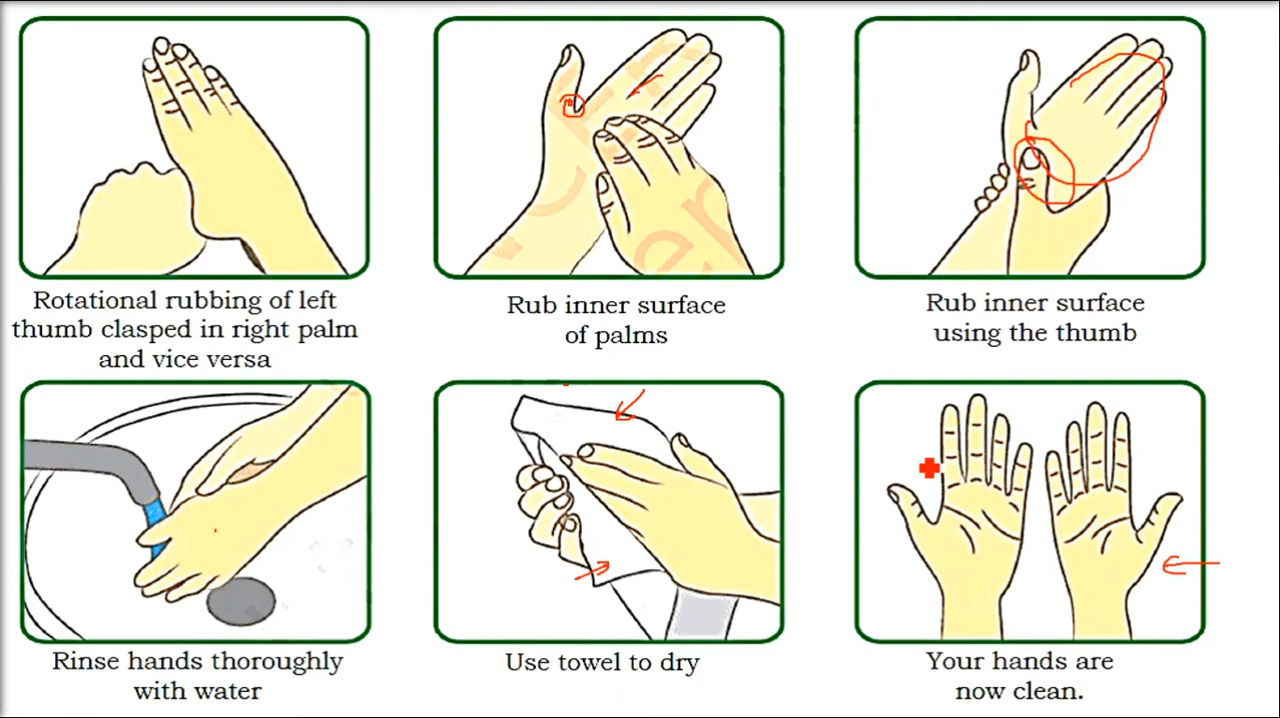 Rotational rubbing of left
thumb clasped in right palm
and vice versa
Rub inner surface
of palms
Rub inner surface
using the thumb
Rinse hands thoroughly
with water
Use towel to dry
Your hands are
now clean.